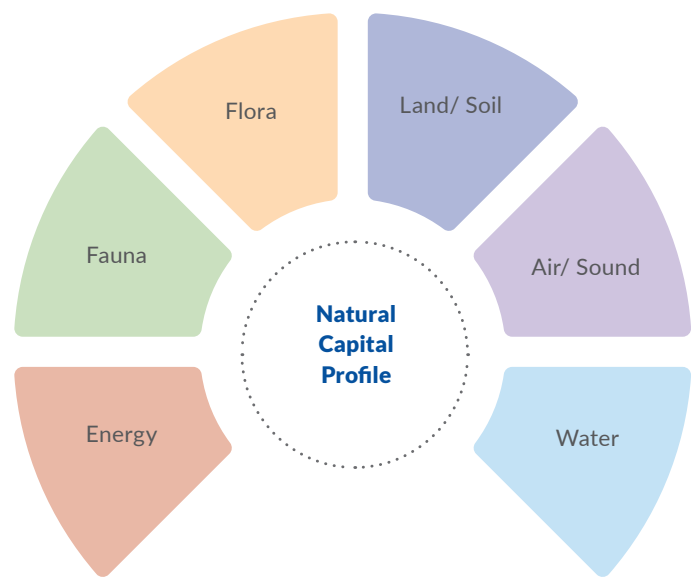 Flora
Land/ Soil
Fauna
Air/ Sound
Natural
Capital
Profile
Energy
Water